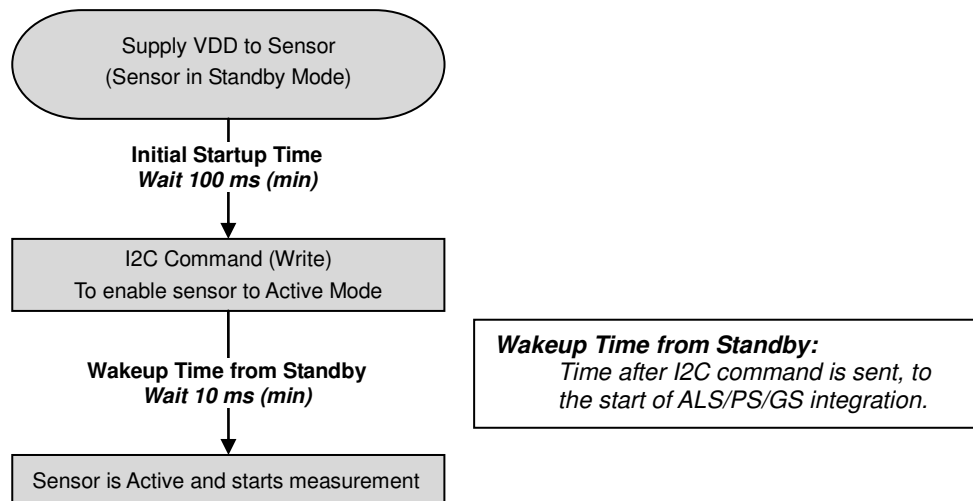 Supply VDD to Sensor
(Sensor in Standby Mode)
Initial Startup Time
Wait 100 ms (min)
I2C Command (Write)
To enable sensor to Active Mode
Wakeup Time from Standby
Wait 10 ms (min)
Wakeup Time from Standby:
Time after I2C command is sent, to
the start of ALS/PS/GS integration.
Sensor is Active and starts measurement